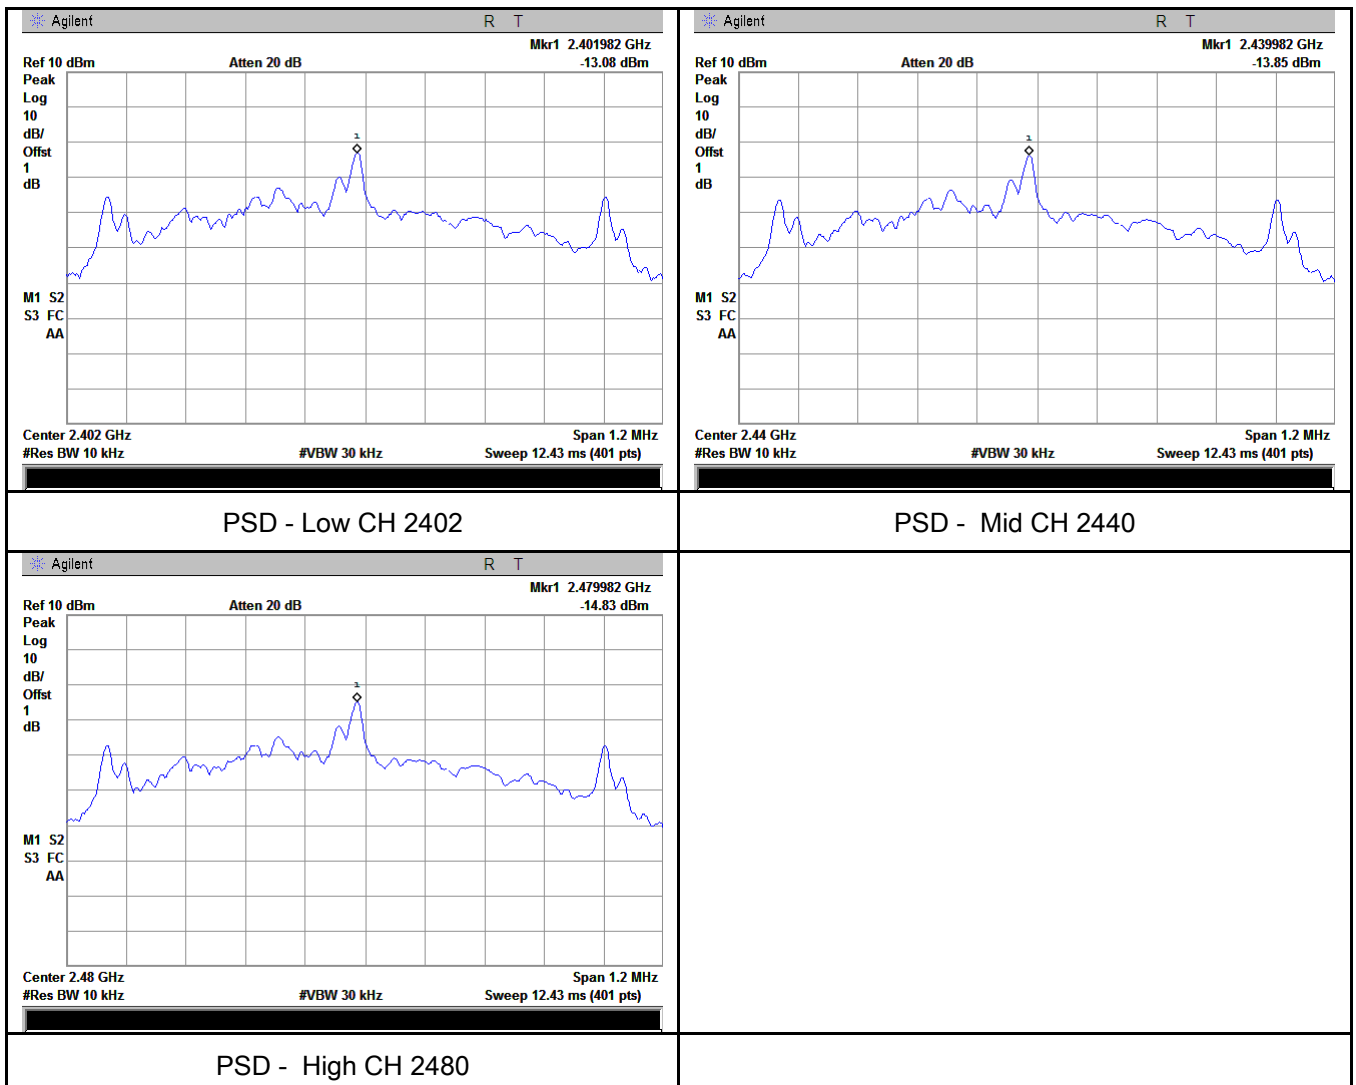 Agilent R T
Mkr1 2.401982 GHz
Ref 10 dBm Atten 20 dB -13.08 dBm
Peak
Log
10
dB/
Offst
1
dB
1
M1 S2
S3 FC
AA
Center 2.402 GHz Span 1.2 MHz
#Res BW 10 kHz #VBW 30 kHz Sweep 12.43 ms (401 pts)
Agilent R T
Mkr1 2.439982 GHz
Ref 10 dBm Atten 20 dB -13.85 dBm
Peak
Log
10
dB/
Offst
1
dB
1
M1 S2
S3 FC
AA
Center 2.44 GHz Span 1.2 MHz
#Res BW 10 kHz #VBW 30 kHz Sweep 12.43 ms (401 pts)
PSD - Low CH 2402
PSD - Mid CH 2440
Agilent R T
Mkr1 2.479982 GHz
Ref 10 dBm Atten 20 dB -14.83 dBm
Peak
Log
10
dB/
Offst
1
dB
1
M1 S2
S3 FC
AA
Center 2.48 GHz Span 1.2 MHz
#Res BW 10 kHz #VBW 30 kHz Sweep 12.43 ms (401 pts)
PSD - High CH 2480